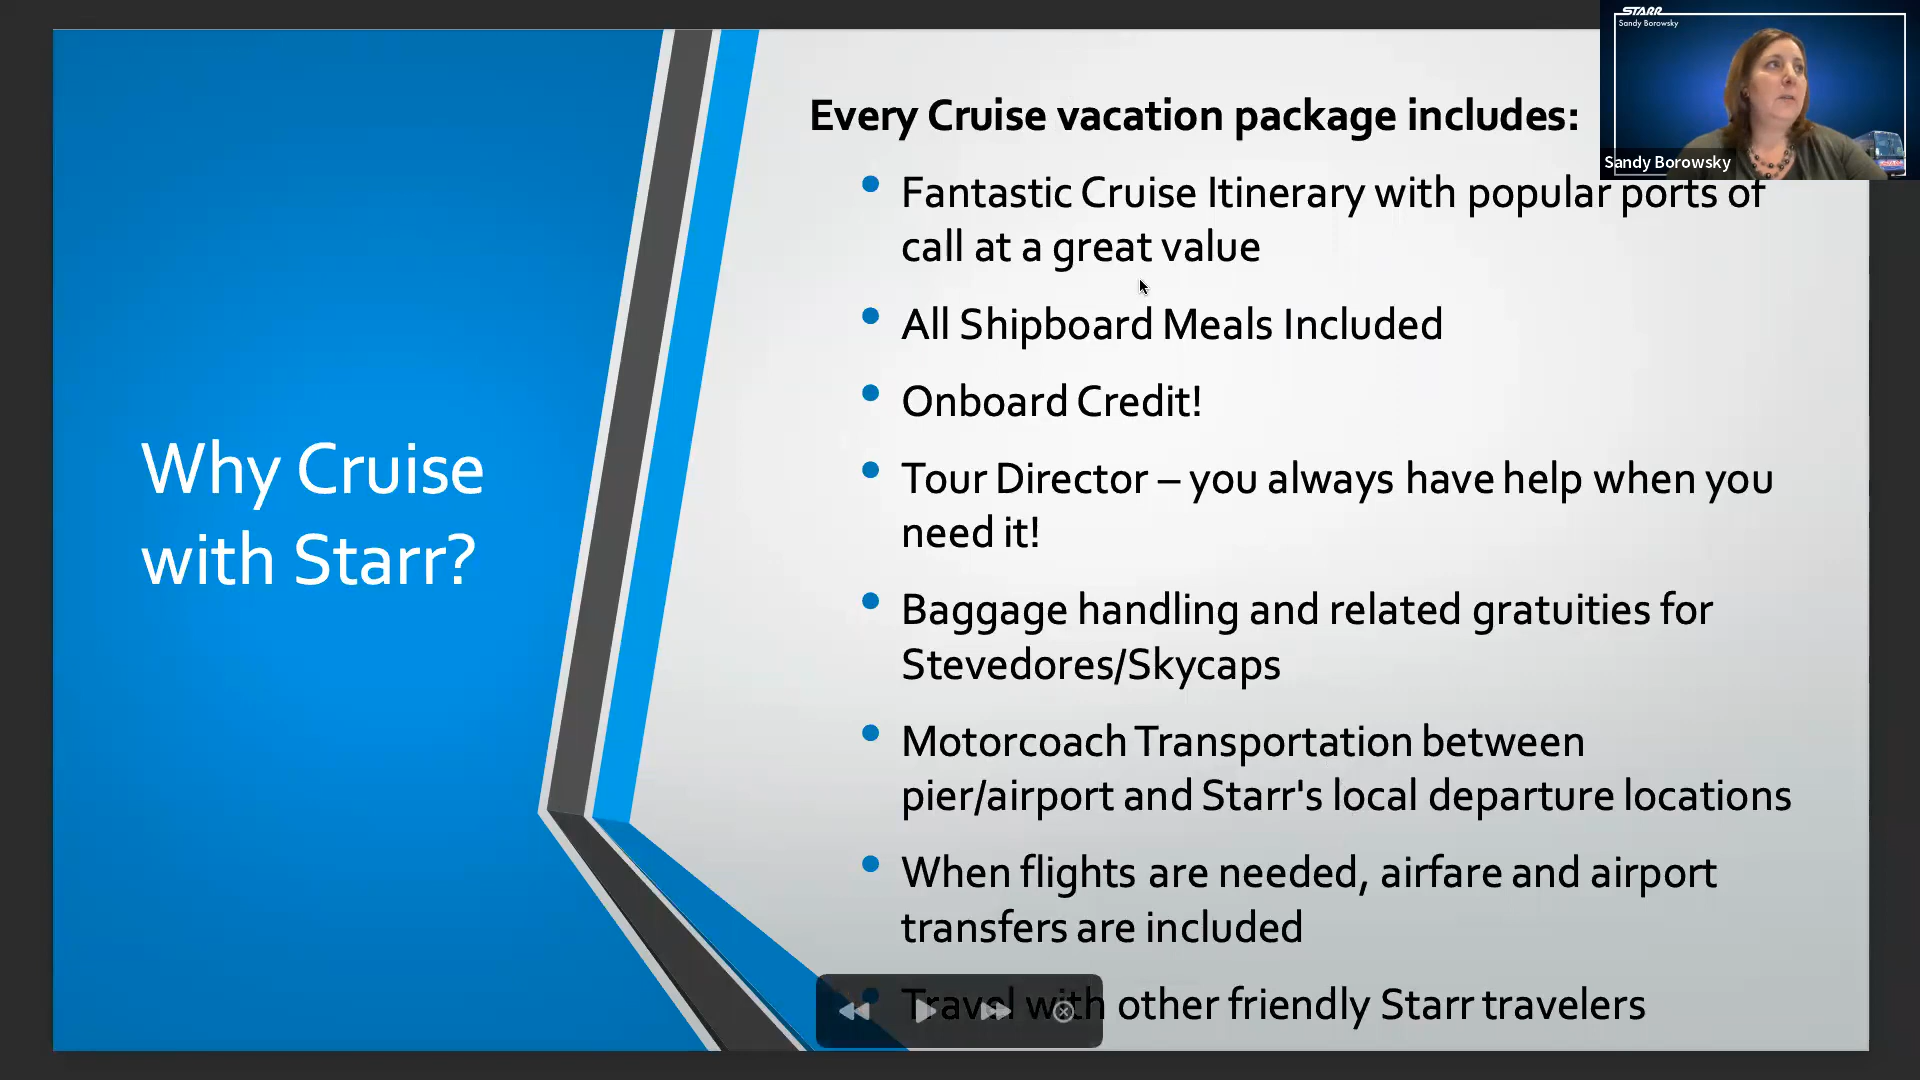 STARR
Sandy Borowsky
Sandy Borowsky
Every Cruise vacation package includes:
• Fantastic Cruise Itinerary with popular ports of
call at a great value
• All Shipboard Meals Included
• Onboard Credit!
• Tour Director – you always have help when you
need it!
• Baggage handling and related gratuities for
Stevedores/Skycaps
• Motorcoach Transportation between
pier/airport and Starr's local departure locations
• When flights are needed, airfare and airport
transfers are included
• Travel with other friendly Starr travelers
Why Cruise
with Starr?